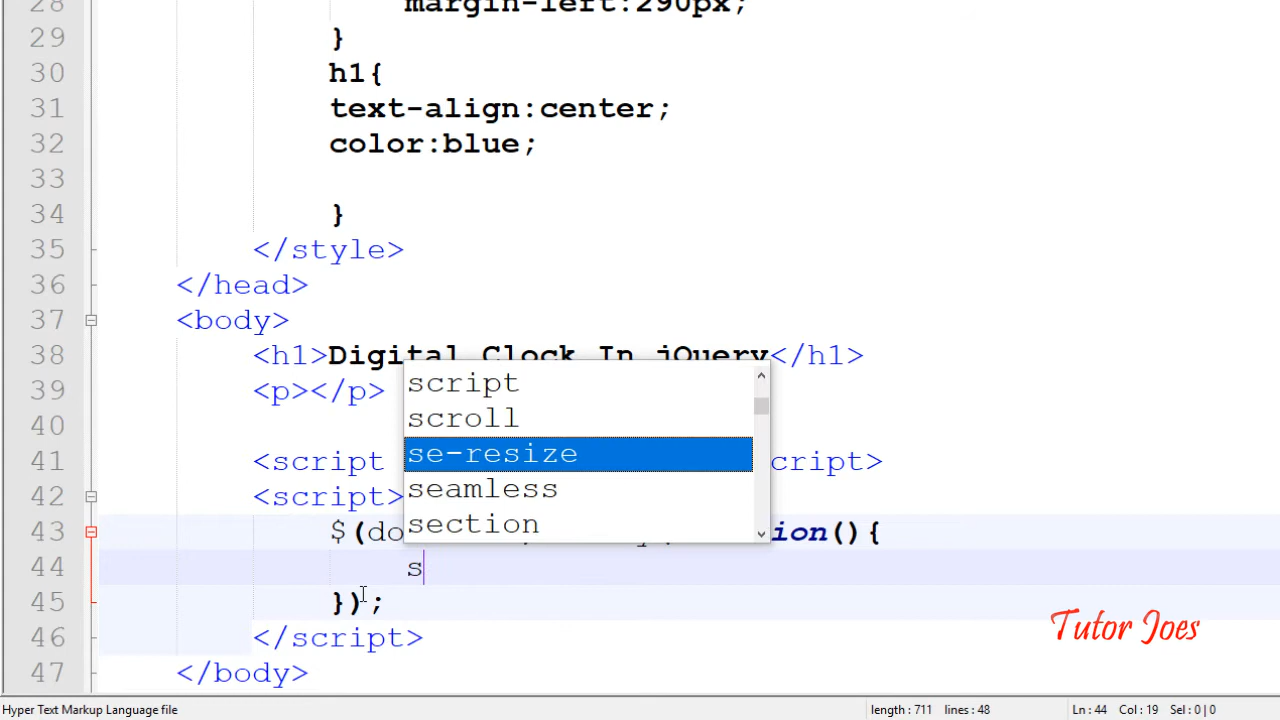 28 margin-left:290px;
29 }
30 h1{
31 text-align:center;
32 color:blue;
33
34 }
35 </style>
36 </head>
37 <body>
38 <h1>Digital Clock In jQuery</h1>
39 <p></p>
40
41 <script cript>
42 <script>
43 $(do ion(){
44 s
45 });
46 </script>
47 </body>
script
scroll
se-resize
seamless
section
Tutor Joes
Hyper Text Markup Language file length : 711 lines : 48 Ln : 44 Col : 19 Sel : 0 | 0